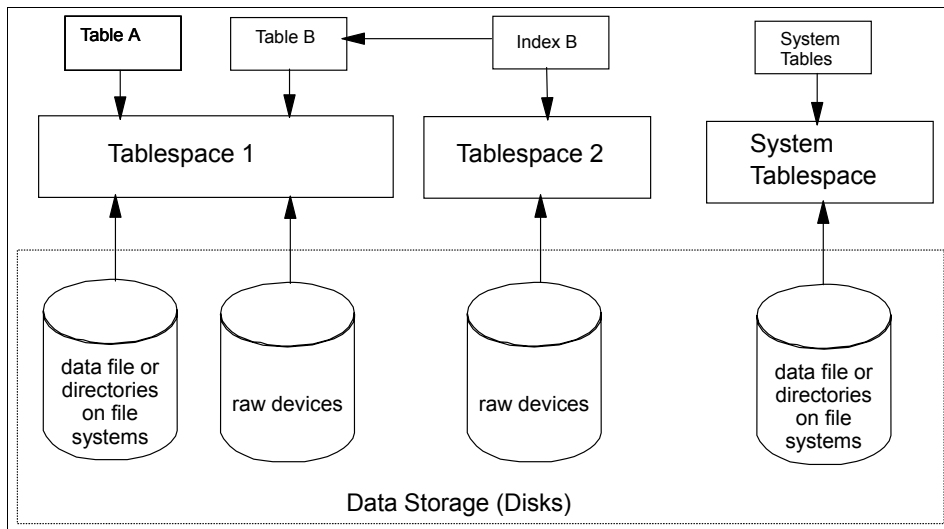 Table A
Table B
Index B
System
Tables
Tablespace 1
Tablespace 2
System
Tablespace
data file or
directories
on file
systems
raw devices
raw devices
data file or
directories
on file
systems
Data Storage (Disks)